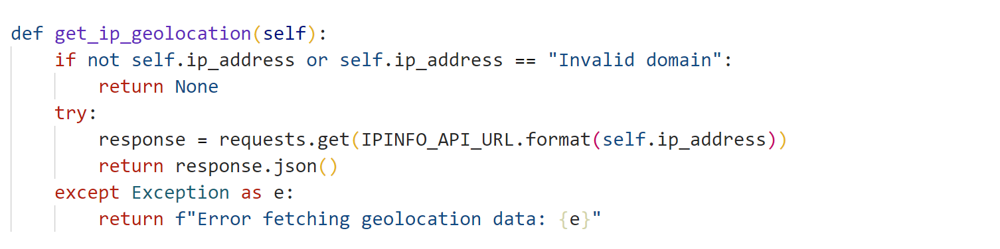 def get_ip_geolocation(self):
    if not self.ip_address or self.ip_address == "Invalid domain":
        return None
    try:
        response = requests.get(IPINFO_API_URL.format(self.ip_address))
        return response.json()
    except Exception as e:
        return f"Error fetching geolocation data: {e}"